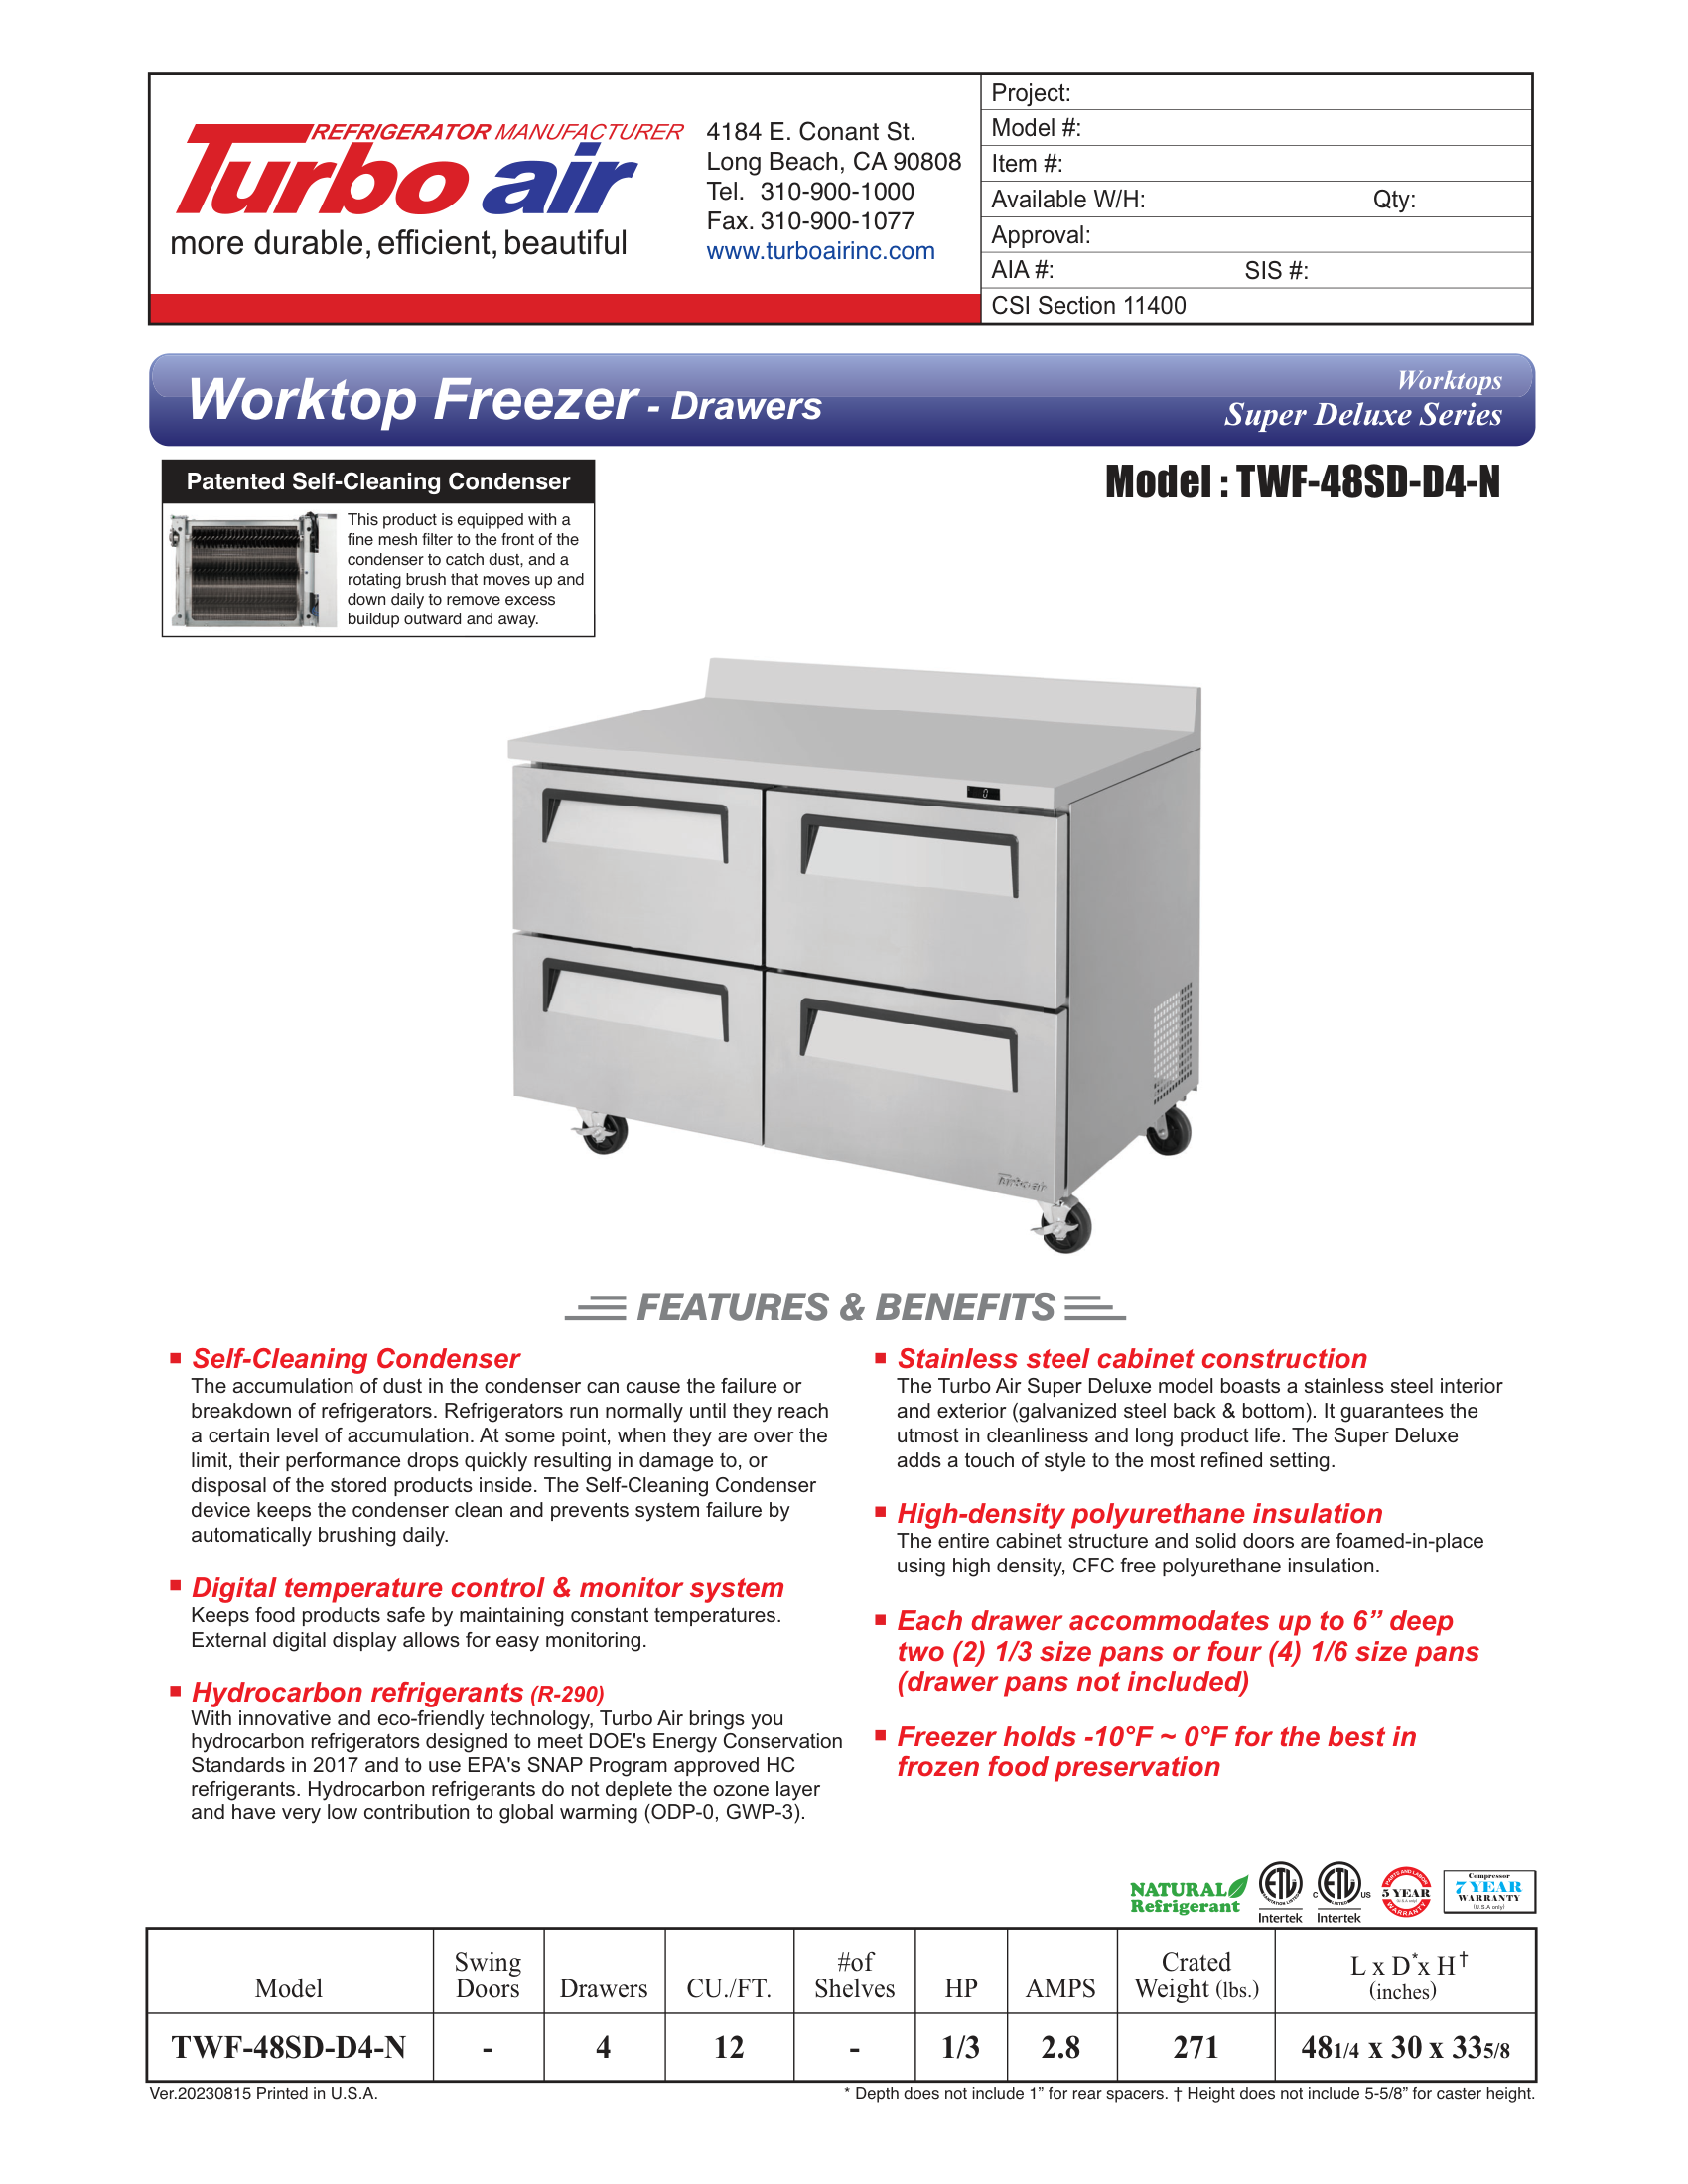 REFRIGERATOR MANUFACTURER
Turbo air
more durable, efficient, beautiful
4184 E. Conant St.
Long Beach, CA 90808
Tel. 310-900-1000
Fax. 310-900-1077
www.turboairinc.com
Project:
Model #:
Item #:
Available W/H: Qty:
Approval:
AIA #: SIS #:
CSI Section 11400
Worktop Freezer - Drawers
Worktops
Super Deluxe Series
Patented Self-Cleaning Condenser
This product is equipped with a
fine mesh filter to the front of the
condenser to catch dust, and a
rotating brush that moves up and
down daily to remove excess
buildup outward and away.
Model : TWF-48SD-D4-N
0
Turbo air
FEATURES & BENEFITS
■ Self-Cleaning Condenser
The accumulation of dust in the condenser can cause the failure or
breakdown of refrigerators. Refrigerators run normally until they reach
a certain level of accumulation. At some point, when they are over the
limit, their performance drops quickly resulting in damage to, or
disposal of the stored products inside. The Self-Cleaning Condenser
device keeps the condenser clean and prevents system failure by
automatically brushing daily.
■ Digital temperature control & monitor system
Keeps food products safe by maintaining constant temperatures.
External digital display allows for easy monitoring.
■ Hydrocarbon refrigerants (R-290)
With innovative and eco-friendly technology, Turbo Air brings you
hydrocarbon refrigerators designed to meet DOE's Energy Conservation
Standards in 2017 and to use EPA's SNAP Program approved HC
refrigerants. Hydrocarbon refrigerants do not deplete the ozone layer
and have very low contribution to global warming (ODP-0, GWP-3).
■ Stainless steel cabinet construction
The Turbo Air Super Deluxe model boasts a stainless steel interior
and exterior (galvanized steel back & bottom). It guarantees the
utmost in cleanliness and long product life. The Super Deluxe
adds a touch of style to the most refined setting.
■ High-density polyurethane insulation
The entire cabinet structure and solid doors are foamed-in-place
using high density, CFC free polyurethane insulation.
■ Each drawer accommodates up to 6” deep
two (2) 1/3 size pans or four (4) 1/6 size pans
(drawer pans not included)
■ Freezer holds -10°F ~ 0°F for the best in
frozen food preservation
NATURAL
Refrigerant
ETL
SANITATION LISTED
Intertek
C ETL US
LISTED
Intertek
PARTS AND LABOR
5 YEAR
(U.S.A only)
WARRANTY
Compressor
7 YEAR
WARRANTY
(U.S.A only)
Model Swing Doors Drawers CU./FT. #of Shelves HP AMPS Crated Weight (lbs.) L x D* x H† (inches)
TWF-48SD-D4-N - 4 12 - 1/3 2.8 271 481/4 x 30 x 335/8
Ver.20230815 Printed in U.S.A.
* Depth does not include 1” for rear spacers. † Height does not include 5-5/8” for caster height.